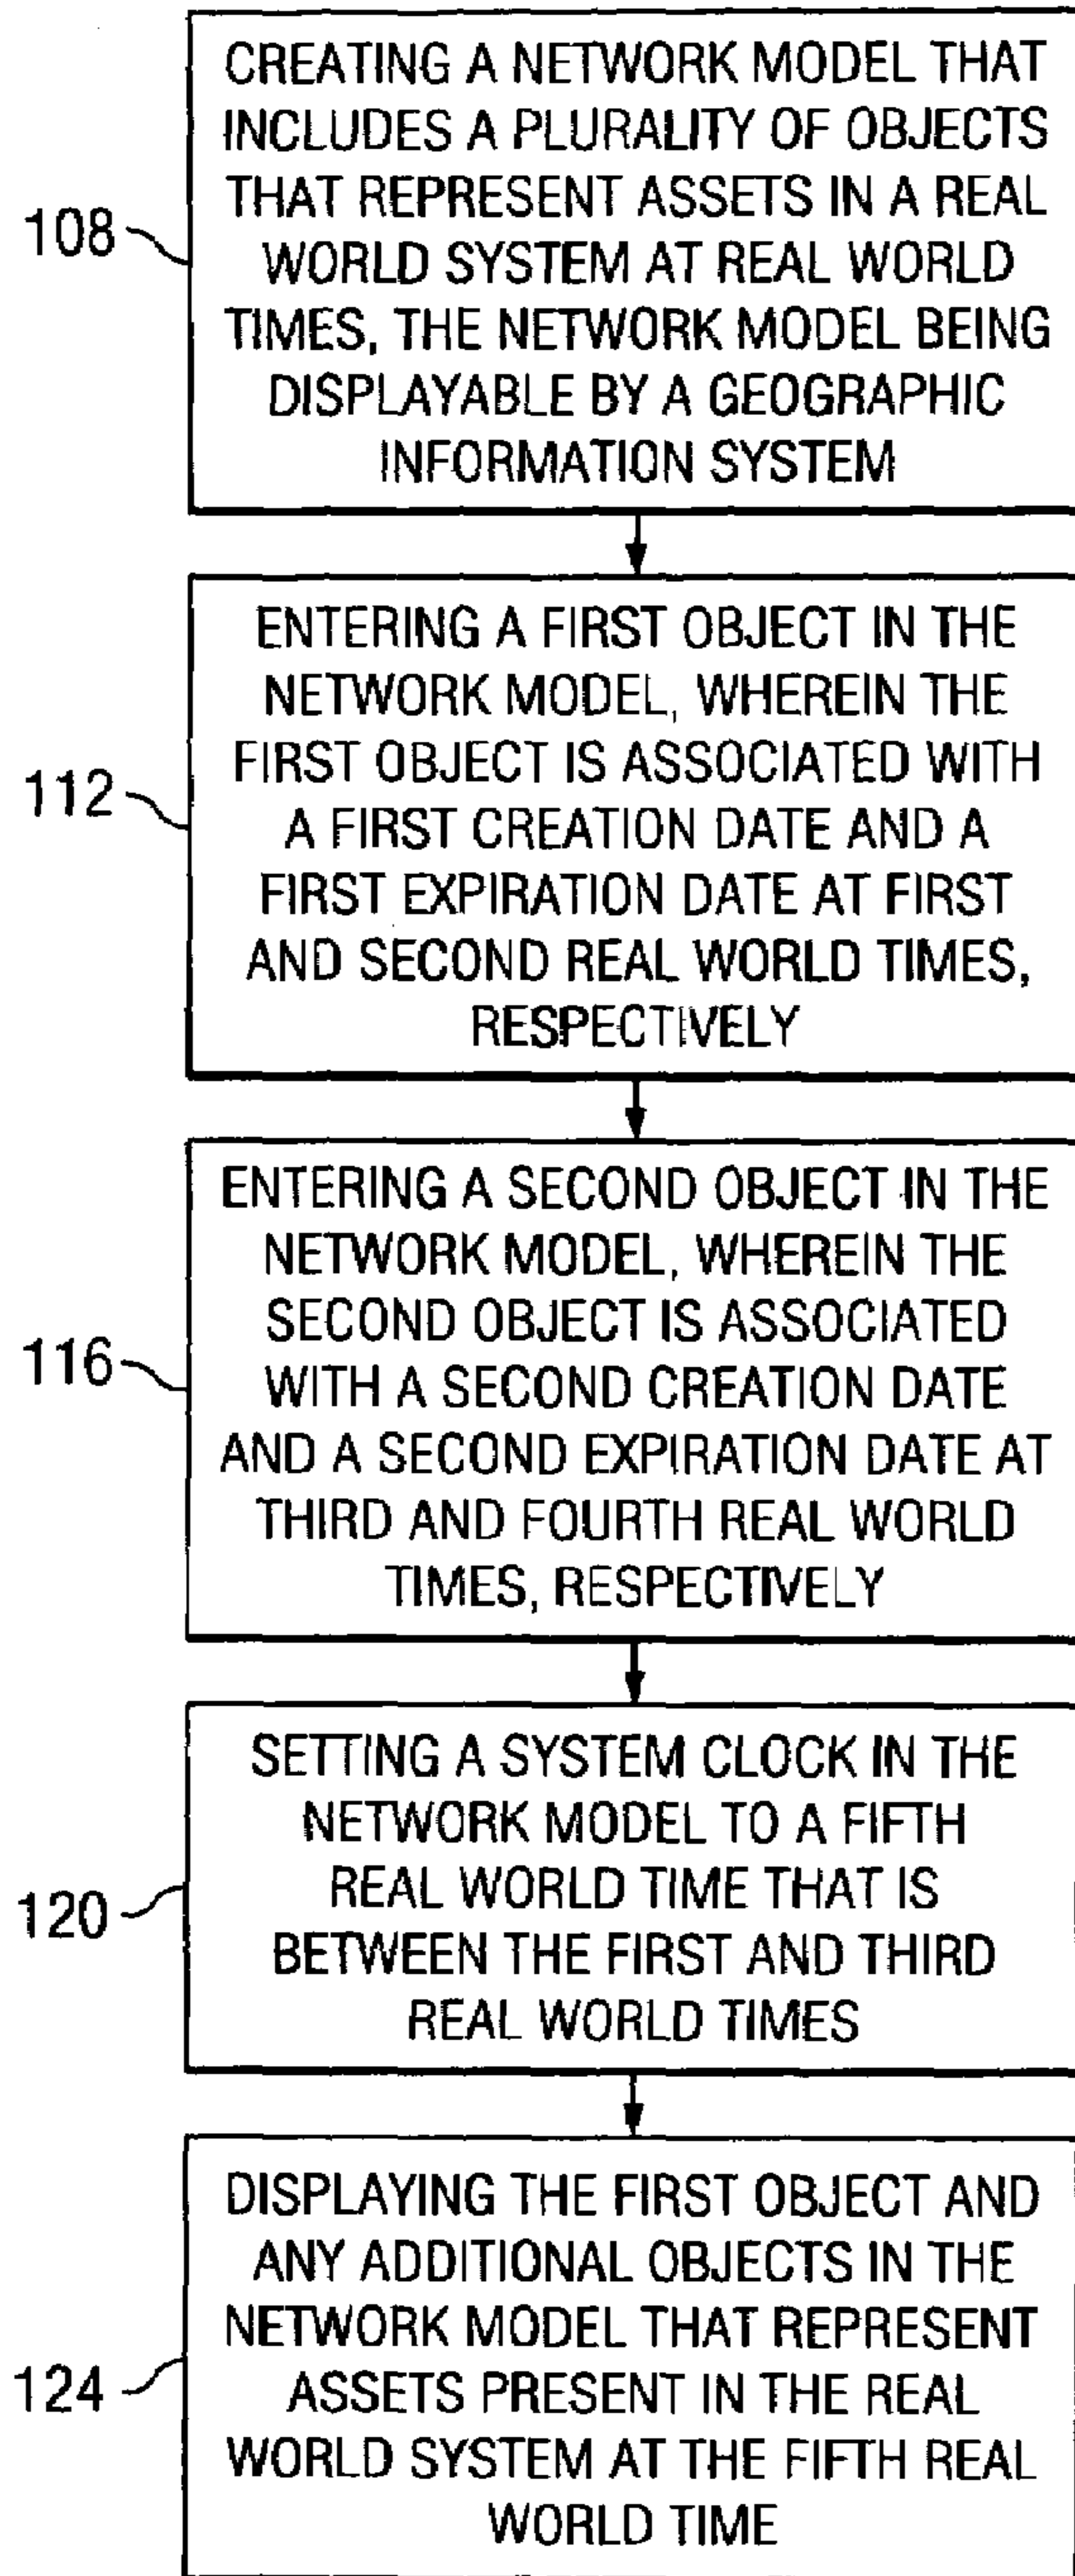 CREATING A NETWORK MODEL THAT
INCLUDES A PLURALITY OF OBJECTS
THAT REPRESENT ASSETS IN A REAL
WORLD SYSTEM AT REAL WORLD
TIMES, THE NETWORK MODEL BEING
DISPLAYABLE BY A GEOGRAPHIC
INFORMATION SYSTEM
108
ENTERING A FIRST OBJECT IN THE
NETWORK MODEL, WHEREIN THE
FIRST OBJECT IS ASSOCIATED WITH
A FIRST CREATION DATE AND A
FIRST EXPIRATION DATE AT FIRST
AND SECOND REAL WORLD TIMES,
RESPECTIVELY
112
ENTERING A SECOND OBJECT IN THE
NETWORK MODEL, WHEREIN THE
SECOND OBJECT IS ASSOCIATED
WITH A SECOND CREATION DATE
AND A SECOND EXPIRATION DATE AT
THIRD AND FOURTH REAL WORLD
TIMES, RESPECTIVELY
116
SETTING A SYSTEM CLOCK IN THE
NETWORK MODEL TO A FIFTH
REAL WORLD TIME THAT IS
BETWEEN THE FIRST AND THIRD
REAL WORLD TIMES
120
DISPLAYING THE FIRST OBJECT AND
ANY ADDITIONAL OBJECTS IN THE
NETWORK MODEL THAT REPRESENT
ASSETS PRESENT IN THE REAL
WORLD SYSTEM AT THE FIFTH REAL
WORLD TIME
124